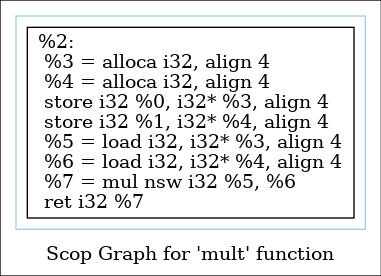 %2:
%3 = alloca i32, align 4
%4 = alloca i32, align 4
store i32 %0, i32* %3, align 4
store i32 %1, i32* %4, align 4
%5 = load i32, i32* %3, align 4
%6 = load i32, i32* %4, align 4
%7 = mul nsw i32 %5, %6
ret i32 %7
Scop Graph for 'mult' function